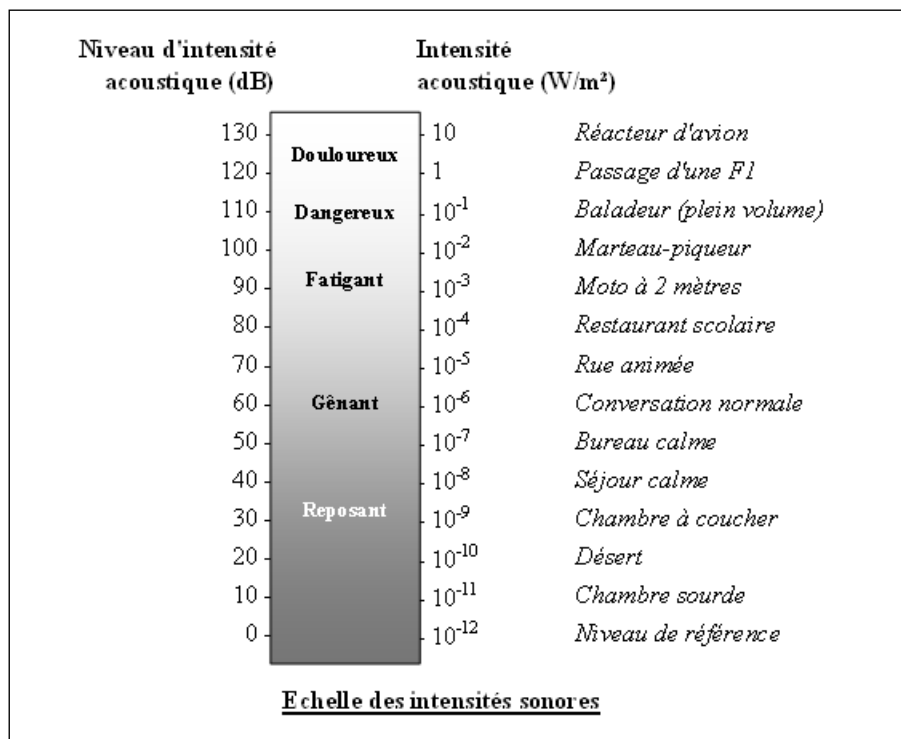 Niveau d'intensité Intensité
acoustique (dB) acoustique (W/m²)
130 10 Réacteur d'avion
Douloureux
120 1 Passage d'une F1
110 Dangereux 10⁻¹ Baladeur (plein volume)
100 10⁻² Marteau-piqueur
90 Fatigant 10⁻³ Moto à 2 mètres
80 10⁻⁴ Restaurant scolaire
70 10⁻⁵ Rue animée
60 Gênant 10⁻⁶ Conversation normale
50 10⁻⁷ Bureau calme
40 10⁻⁸ Séjour calme
30 Reposant 10⁻⁹ Chambre à coucher
20 10⁻¹⁰ Désert
10 10⁻¹¹ Chambre sourde
0 10⁻¹² Niveau de référence
Echelle des intensités sonores